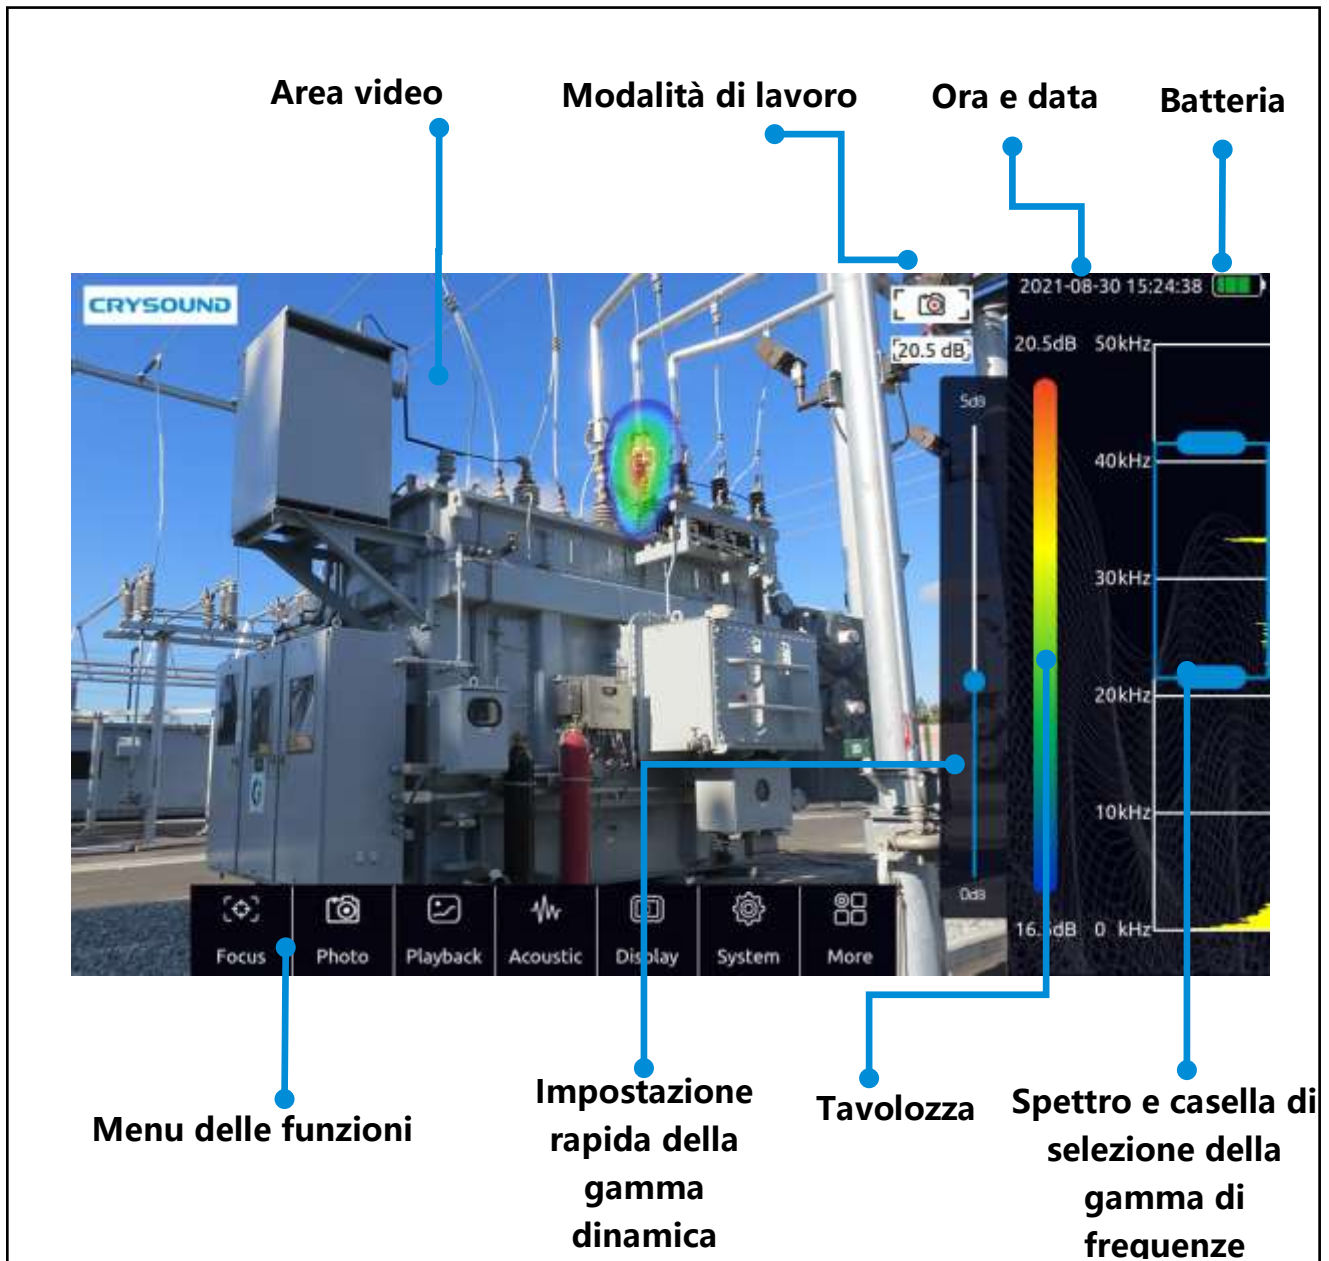 Area video
Modalità di lavoro
Ora e data
Batteria
CRYSOUND
2021-08-30 15:24:38
20.5 dB
20.5dB
50kHz
5dB
40kHz
30kHz
20kHz
10kHz
0dB
0 kHz
Focus
Photo
Playback
Acoustic
Display
System
More
Menu delle funzioni
Impostazione
rapida della
gamma
dinamica
Tavolozza
Spettro e casella di
selezione della
gamma di
frequenze